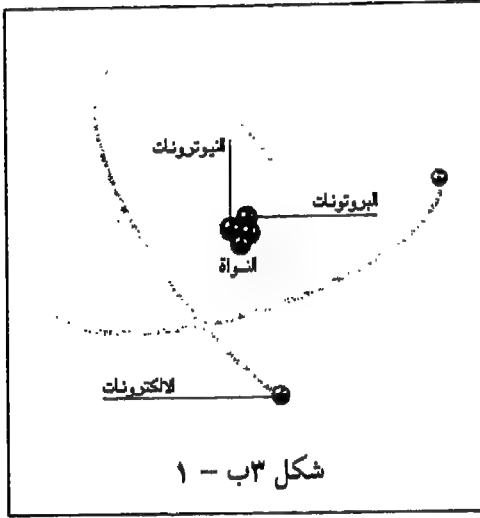 النيوترونات
البروتونات
النواة
الالكترونات
شكل ٣ب – ١